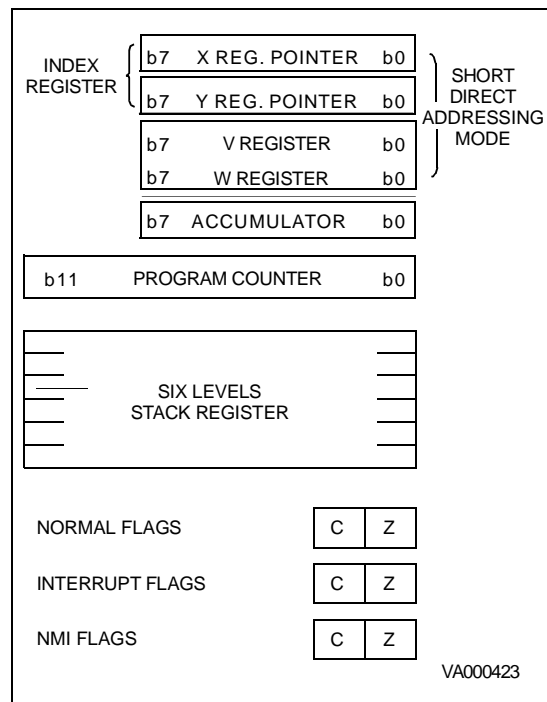 INDEX
REGISTER
b7 X REG. POINTER b0
b7 Y REG. POINTER b0
SHORT
DIRECT
ADDRESSING
MODE
b7 V REGISTER b0
b7 W REGISTER b0
b7 ACCUMULATOR b0
b11 PROGRAM COUNTER b0
SIX LEVELS
STACK REGISTER
NORMAL FLAGS C Z
INTERRUPT FLAGS C Z
NMI FLAGS C Z
VA000423